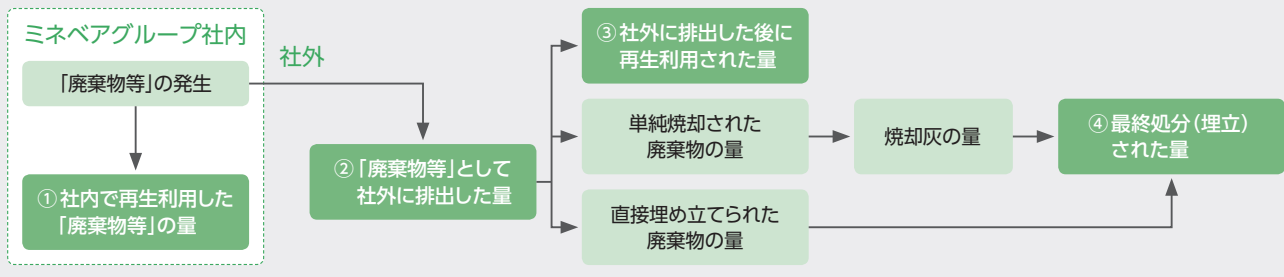 ミネベアグループ社内
「廃棄物等」の発生
①社内で再生利用した
「廃棄物等」の量
社外
②「廃棄物等」として
社外に排出した量
③社外に排出した後に
再生利用された量
単純焼却された
廃棄物の量
焼却灰の量
④最終処分(埋立)
された量
直接埋め立てられた
廃棄物の量